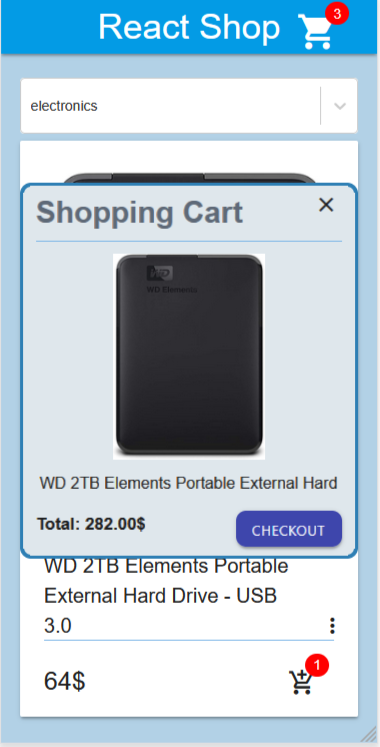 React Shop
3
electronics
Shopping Cart
WD
WD Elements
WD 2TB Elements Portable External Hard
Total: 282.00$
CHECKOUT
WD 2TB Elements Portable
External Hard Drive - USB
3.0
64$
1